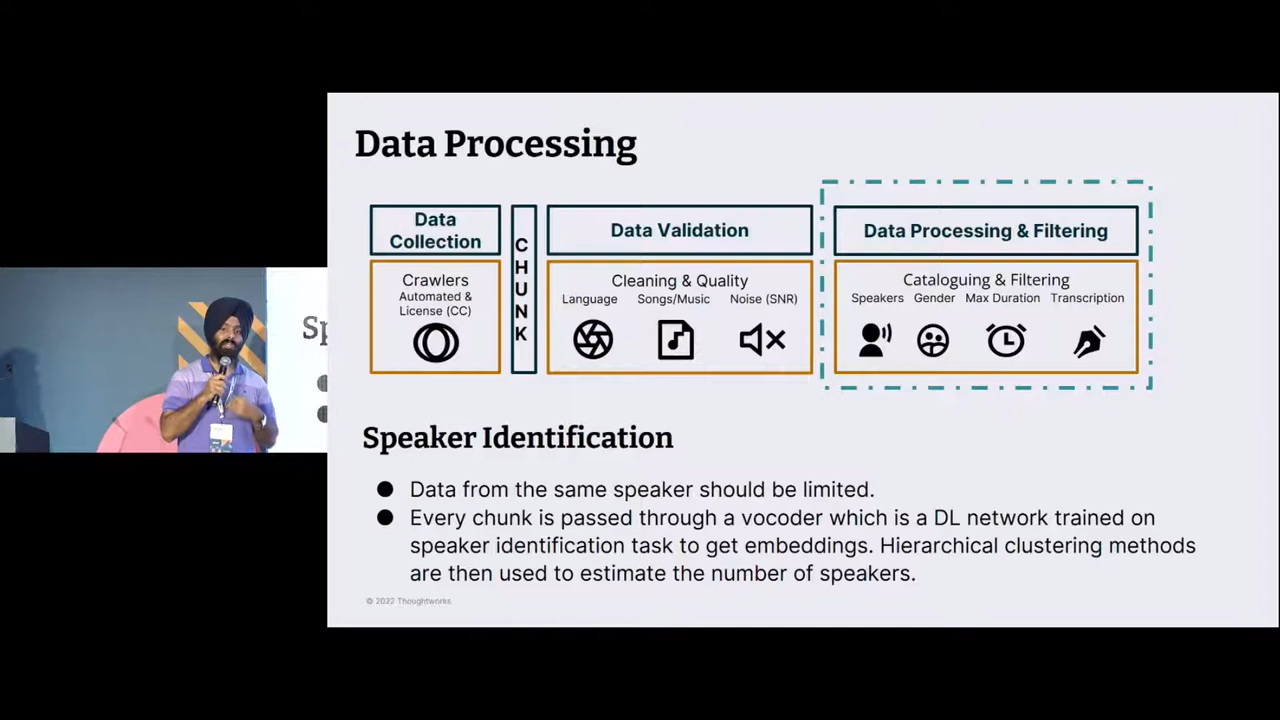 Data Processing
Data
Collection
C
H
U
N
K
Data Validation
Data Processing & Filtering
Crawlers
Automated &
License (CC)
Cleaning & Quality
Language Songs/Music Noise (SNR)
Cataloguing & Filtering
Speakers Gender Max Duration Transcription
Sp
Speaker Identification
● Data from the same speaker should be limited.
● Every chunk is passed through a vocoder which is a DL network trained on
speaker identification task to get embeddings. Hierarchical clustering methods
are then used to estimate the number of speakers.
© 2022 Thoughtworks